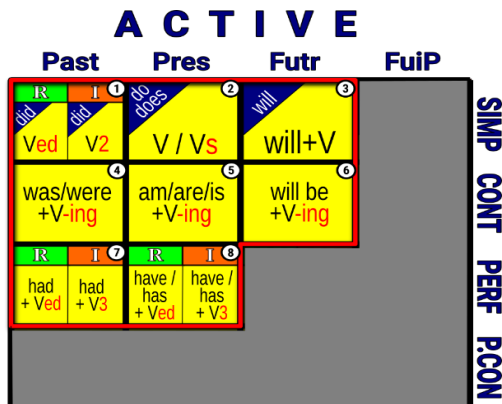 ACTIVE
Past Pres Futr FuiP
R I 1
did did
Ved V2
do does 2
V / Vs
will 3
will+V
SIMP
4
was/were
+V-ing
5
am/are/is
+V-ing
6
will be
+V-ing
CONT
R I 7
had
+ Ved
had
+ V3
R I 8
have /
has
+ Ved
have /
has
+ V3
PERF
P.CON